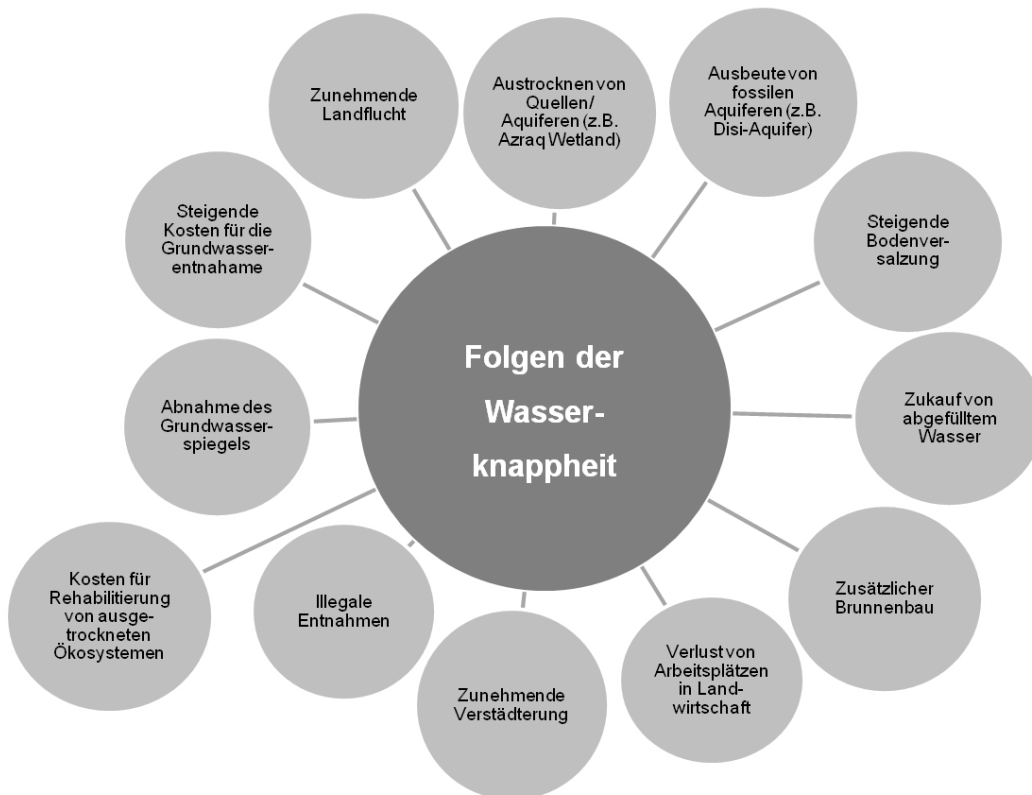 Folgen der
Wasser-
knappheit
Austrocknen von
Quellen/
Aquiferen (z.B.
Azraq Wetland)
Ausbeute von
fossilen
Aquiferen (z.B.
Disi-Aquifer)
Steigende
Bodenver-
salzung
Zukauf von
abgefülltem
Wasser
Zusätzlicher
Brunnenbau
Verlust von
Arbeitsplätzen
in Land-
wirtschaft
Zunehmende
Verstädterung
Illegale
Entnahmen
Kosten für
Rehabilitierung
von ausge-
trockneten
Ökosystemen
Abnahme des
Grundwasser-
spiegels
Steigende
Kosten für die
Grundwasser-
entnahame
Zunehmende
Landflucht